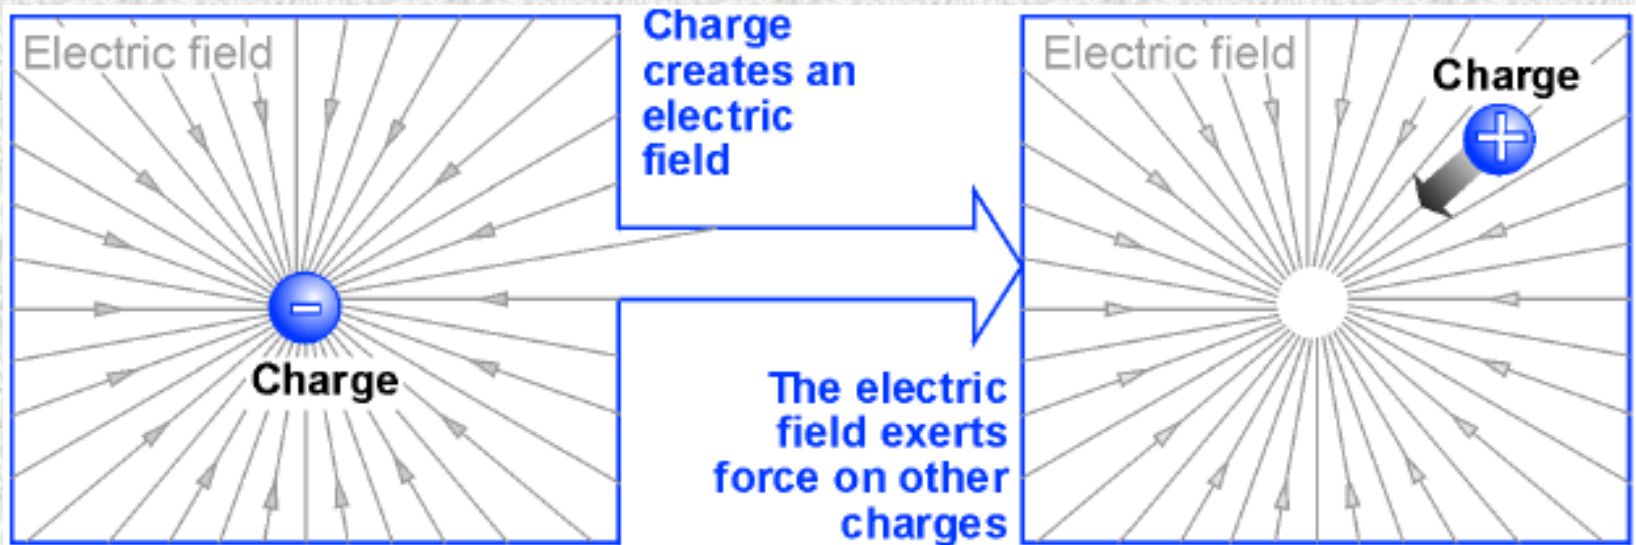 Electric field
−
Charge
Charge
creates an
electric
field
The electric
field exerts
force on other
charges
Electric field
Charge
+